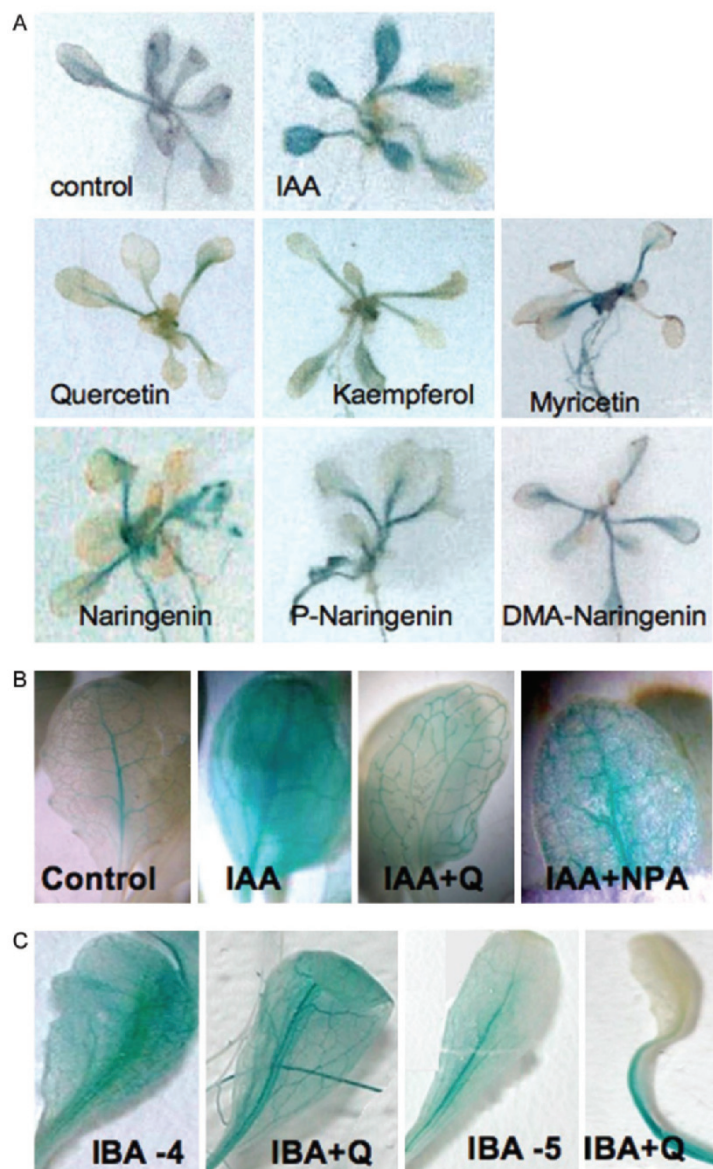 A
control
IAA
Quercetin
Kaempferol
Myricetin
Naringenin
P-Naringenin
DMA-Naringenin
B
Control
IAA
IAA+Q
IAA+NPA
C
IBA -4
IBA+Q
IBA -5
IBA+Q